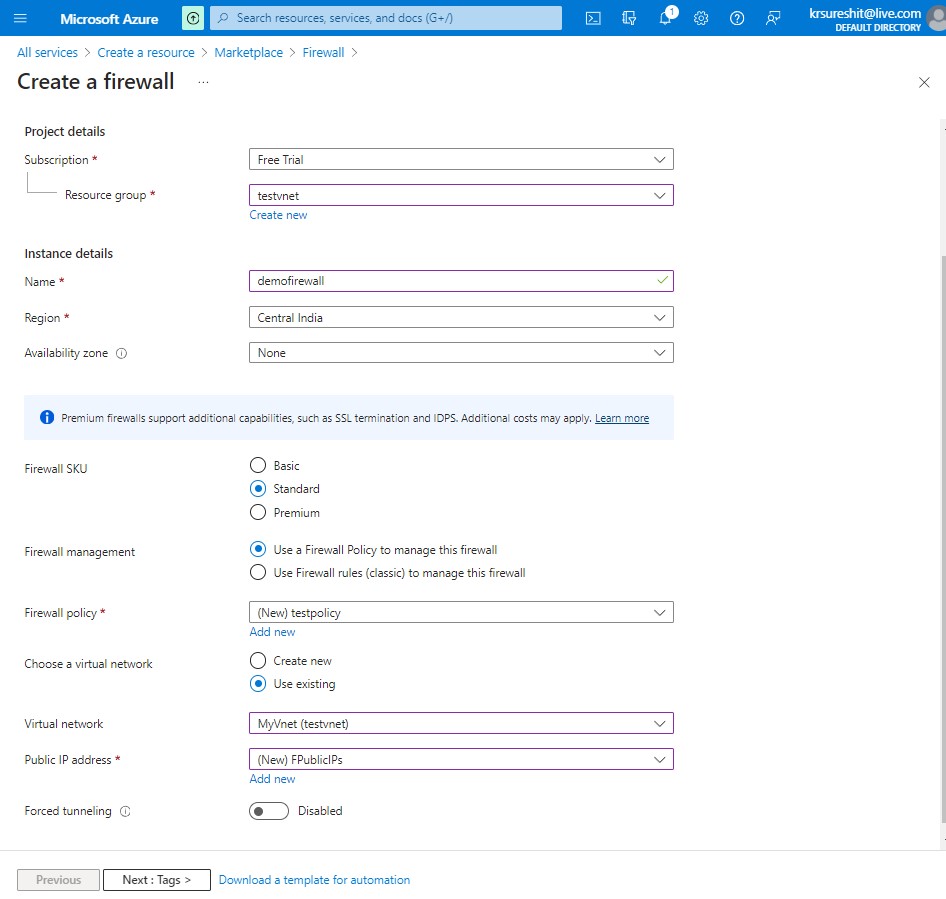 Microsoft Azure
Search resources, services, and docs (G+/)
1
krsureshit@live.com
DEFAULT DIRECTORY
All services > Create a resource > Marketplace > Firewall >
Create a firewall ...
Project details
Subscription * Free Trial
Resource group * testvnet
Create new
Instance details
Name * demofirewall
Region * Central India
Availability zone None
Premium firewalls support additional capabilities, such as SSL termination and IDPS. Additional costs may apply. Learn more
Firewall SKU
Basic
Standard
Premium
Firewall management
Use a Firewall Policy to manage this firewall
Use Firewall rules (classic) to manage this firewall
Firewall policy * (New) testpolicy
Add new
Choose a virtual network
Create new
Use existing
Virtual network MyVnet (testvnet)
Public IP address * (New) FPublicIPs
Add new
Forced tunneling Disabled
Previous Next : Tags > Download a template for automation